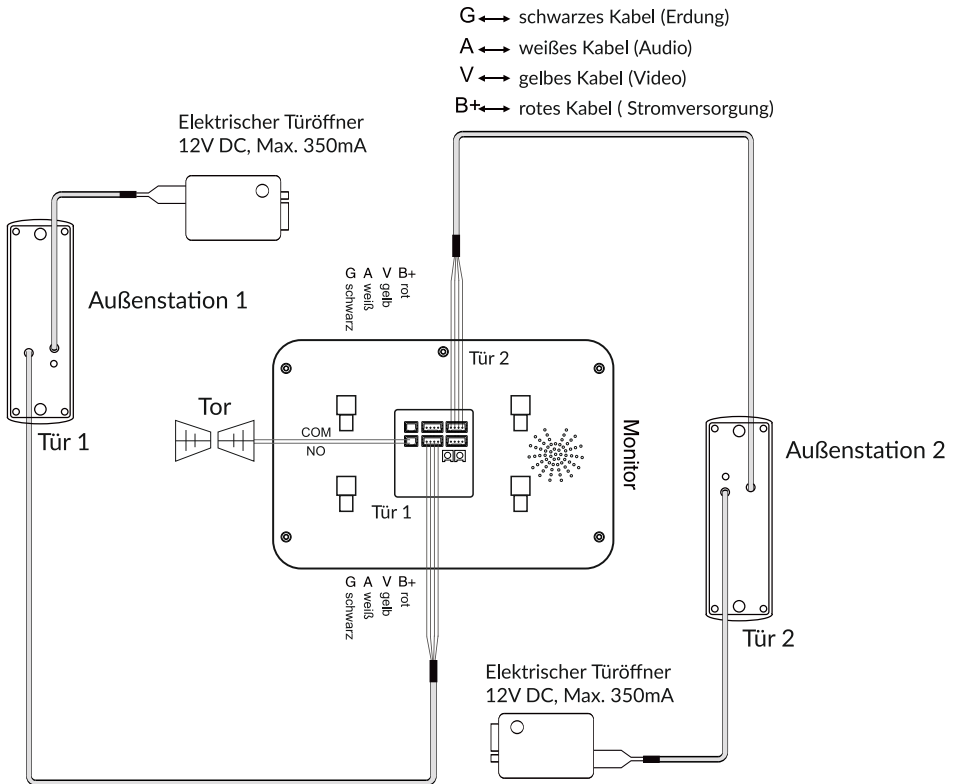 G ↔ schwarzes Kabel (Erdung)
A ↔ weißes Kabel (Audio)
V ↔ gelbes Kabel (Video)
B+ ↔ rotes Kabel ( Stromversorgung)
Elektrischer Türöffner
12V DC, Max. 350mA
Außenstation 1
Tür 1
G A V B+
schwarz weiß gelb rot
Tür 2
Tor
COM
NO
Tür 1
Monitor
Außenstation 2
Tür 2
G A V B+
schwarz weiß gelb rot
Elektrischer Türöffner
12V DC, Max. 350mA